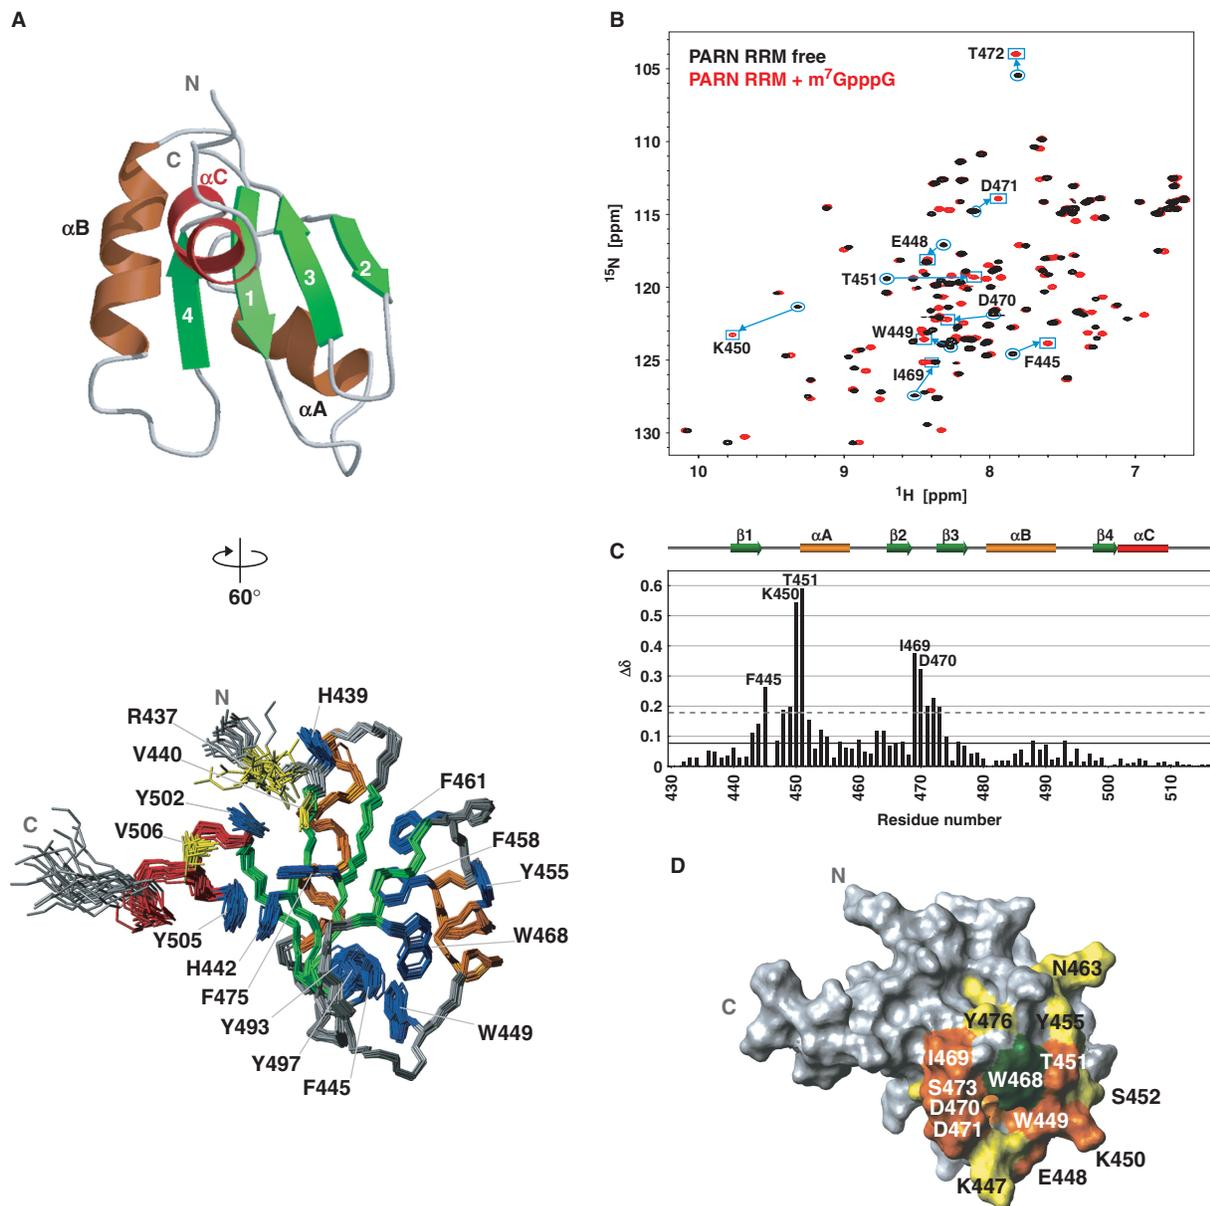 A
N
C
αC
αB
4
1
3
2
αA
60°
N
H439
R437
V440
Y502
V506
C
F461
F458
Y455
W468
Y505
H442
F475
Y493
W449
Y497
F445
B
PARN RRM free
PARN RRM + m⁷GpppG
T472
D471
E448
T451
D470
K450
W449
F445
I469
105
110
115
120
125
130
¹⁵N [ppm]
10 9 8 7
¹H [ppm]
C
β1 αA β2 β3 αB β4 αC
T451
K450
I469
D470
F445
0.6
0.5
0.4
0.3
0.2
0.1
0
Δδ
430 440 450 460 470 480 490 500 510
Residue number
D
N
C
N463
Y476 Y455
I469 T451
W468
S473
S452
D470
W449
D471
K450
E448
K447